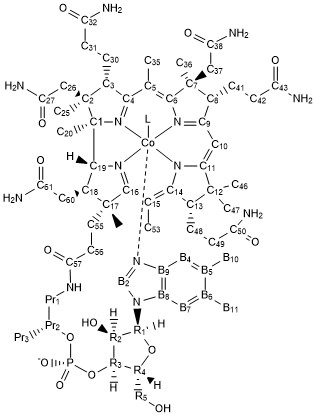 O NH₂
C32
C31 O NH₂
C30 C35 C38
H₂N C26 C3 C36 C37 O
C27 C2 C4 C5 C6 C7 C41 C43
O C25 C8 C42 NH₂
C20 C1 N L N C9
Co C10
H C19 N N C11
O C61 C18 C16 C14 C12 C46
H₂N C60 C17 C15 C13 C47 NH₂
C55 C53 C48 C50
O C56 C49 O
C57 N B4 B10
NH B2 B9 B5
Pr1 N B8 B6
H B7 B11
Pr3 Pr2 O HO R2 R1 H
⁻O P R3 O
O O H R4 H
R5
OH